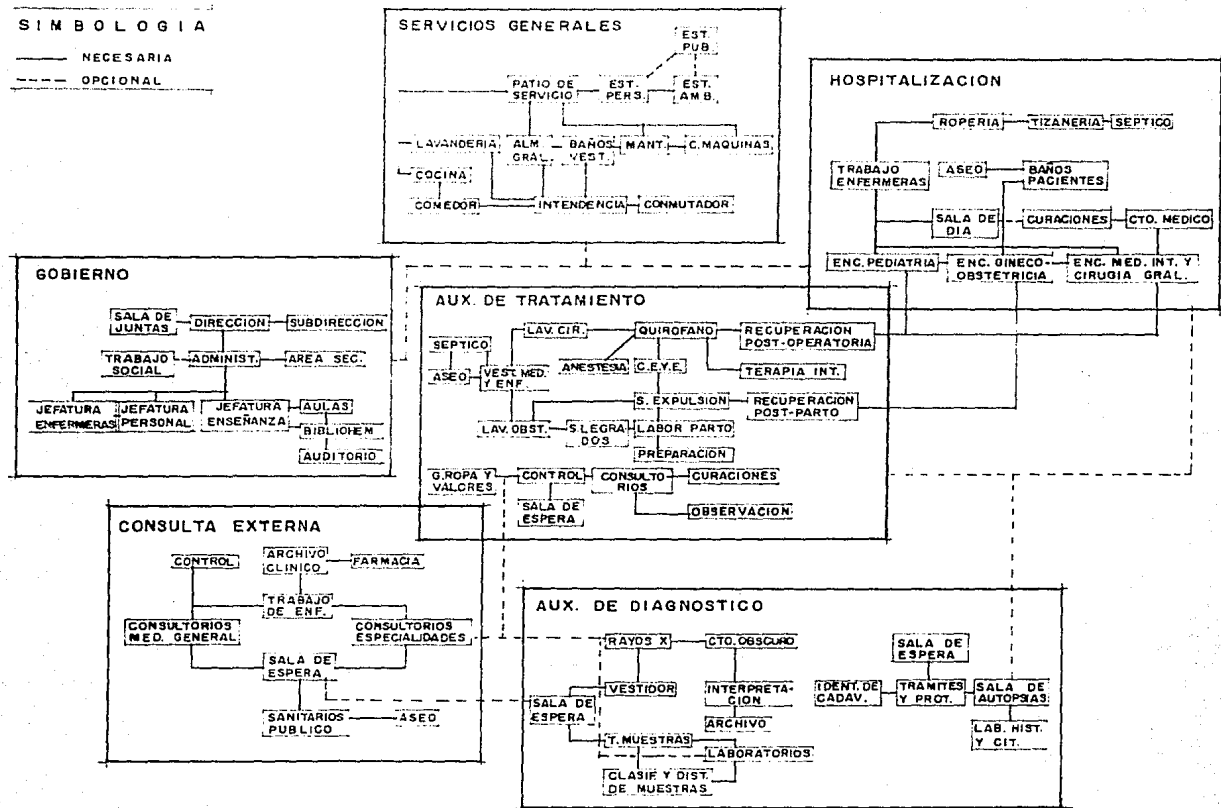 SIMBOLOGIA
NECESARIA
OPCIONAL
SERVICIOS GENERALES
EST.
PUB.
PATIO DE
SERVICIO
EST.
PERS.
EST.
AMB.
LAVANDERIA
ALM.
GRAL.
BAÑOS
VEST.
MANT.
C. MAQUINAS.
COCINA
COMEDOR
INTENDENCIA
CONMUTADOR
HOSPITALIZACION
ROPERIA
TIZANERIA
SEPTICO
TRABAJO
ENFERMERAS
ASEO
BAÑOS
PACIENTES
SALA DE
DIA
CURACIONES
CTO. MEDICO
ENC. PEDIATRIA
ENC. GINECO-
OBSTETRICIA
ENC. MED. INT. Y
CIRUGIA GRAL.
GOBIERNO
SALA DE
JUNTAS
DIRECCION
SUBDIRECCION
TRABAJO
SOCIAL
ADMINIST.
AREA SEC.
JEFATURA
ENFERMERAS
JEFATURA
PERSONAL
JEFATURA
ENSEÑANZA
AULAS
BIBLIOHEM
AUDITORIO
AUX. DE TRATAMIENTO
LAV. CIR.
QUIROFANO
RECUPERACION
POST-OPERATORIA
SEPTICO
ASEO
VEST. MED.
Y ENF.
ANESTESIA
C.E.Y.E.
TERAPIA INT.
S. EXPULSION
RECUPERACION
POST-PARTO
LAV. OBST.
S. LEGRA
DOS
LABOR PARTO
PREPARACION
G. ROPA Y
VALORES
CONTROL
CONSULTO
RIOS
CURACIONES
SALA DE
ESPERA
OBSERVACION
CONSULTA EXTERNA
CONTROL
ARCHIVO
CLINICO
FARMACIA
TRABAJO
DE ENF.
CONSULTORIOS
MED. GENERAL
CONSULTORIOS
ESPECIALIDADES
SALA DE
ESPERA
SANITARIOS
PUBLICO
ASEO
AUX. DE DIAGNOSTICO
RAYOS X
CTO. OBSCURO
SALA DE
ESPERA
VESTIDOR
INTERPRETA-
CION
IDENT. DE
CADAV.
TRAMITES
Y PROT.
SALA DE
AUTOPSIAS
SALA DE
ESPERA
ARCHIVO
LAB. HIST.
Y CIT.
T. MUESTRAS
LABORATORIOS
CLASIF. Y DIST.
DE MUESTRAS